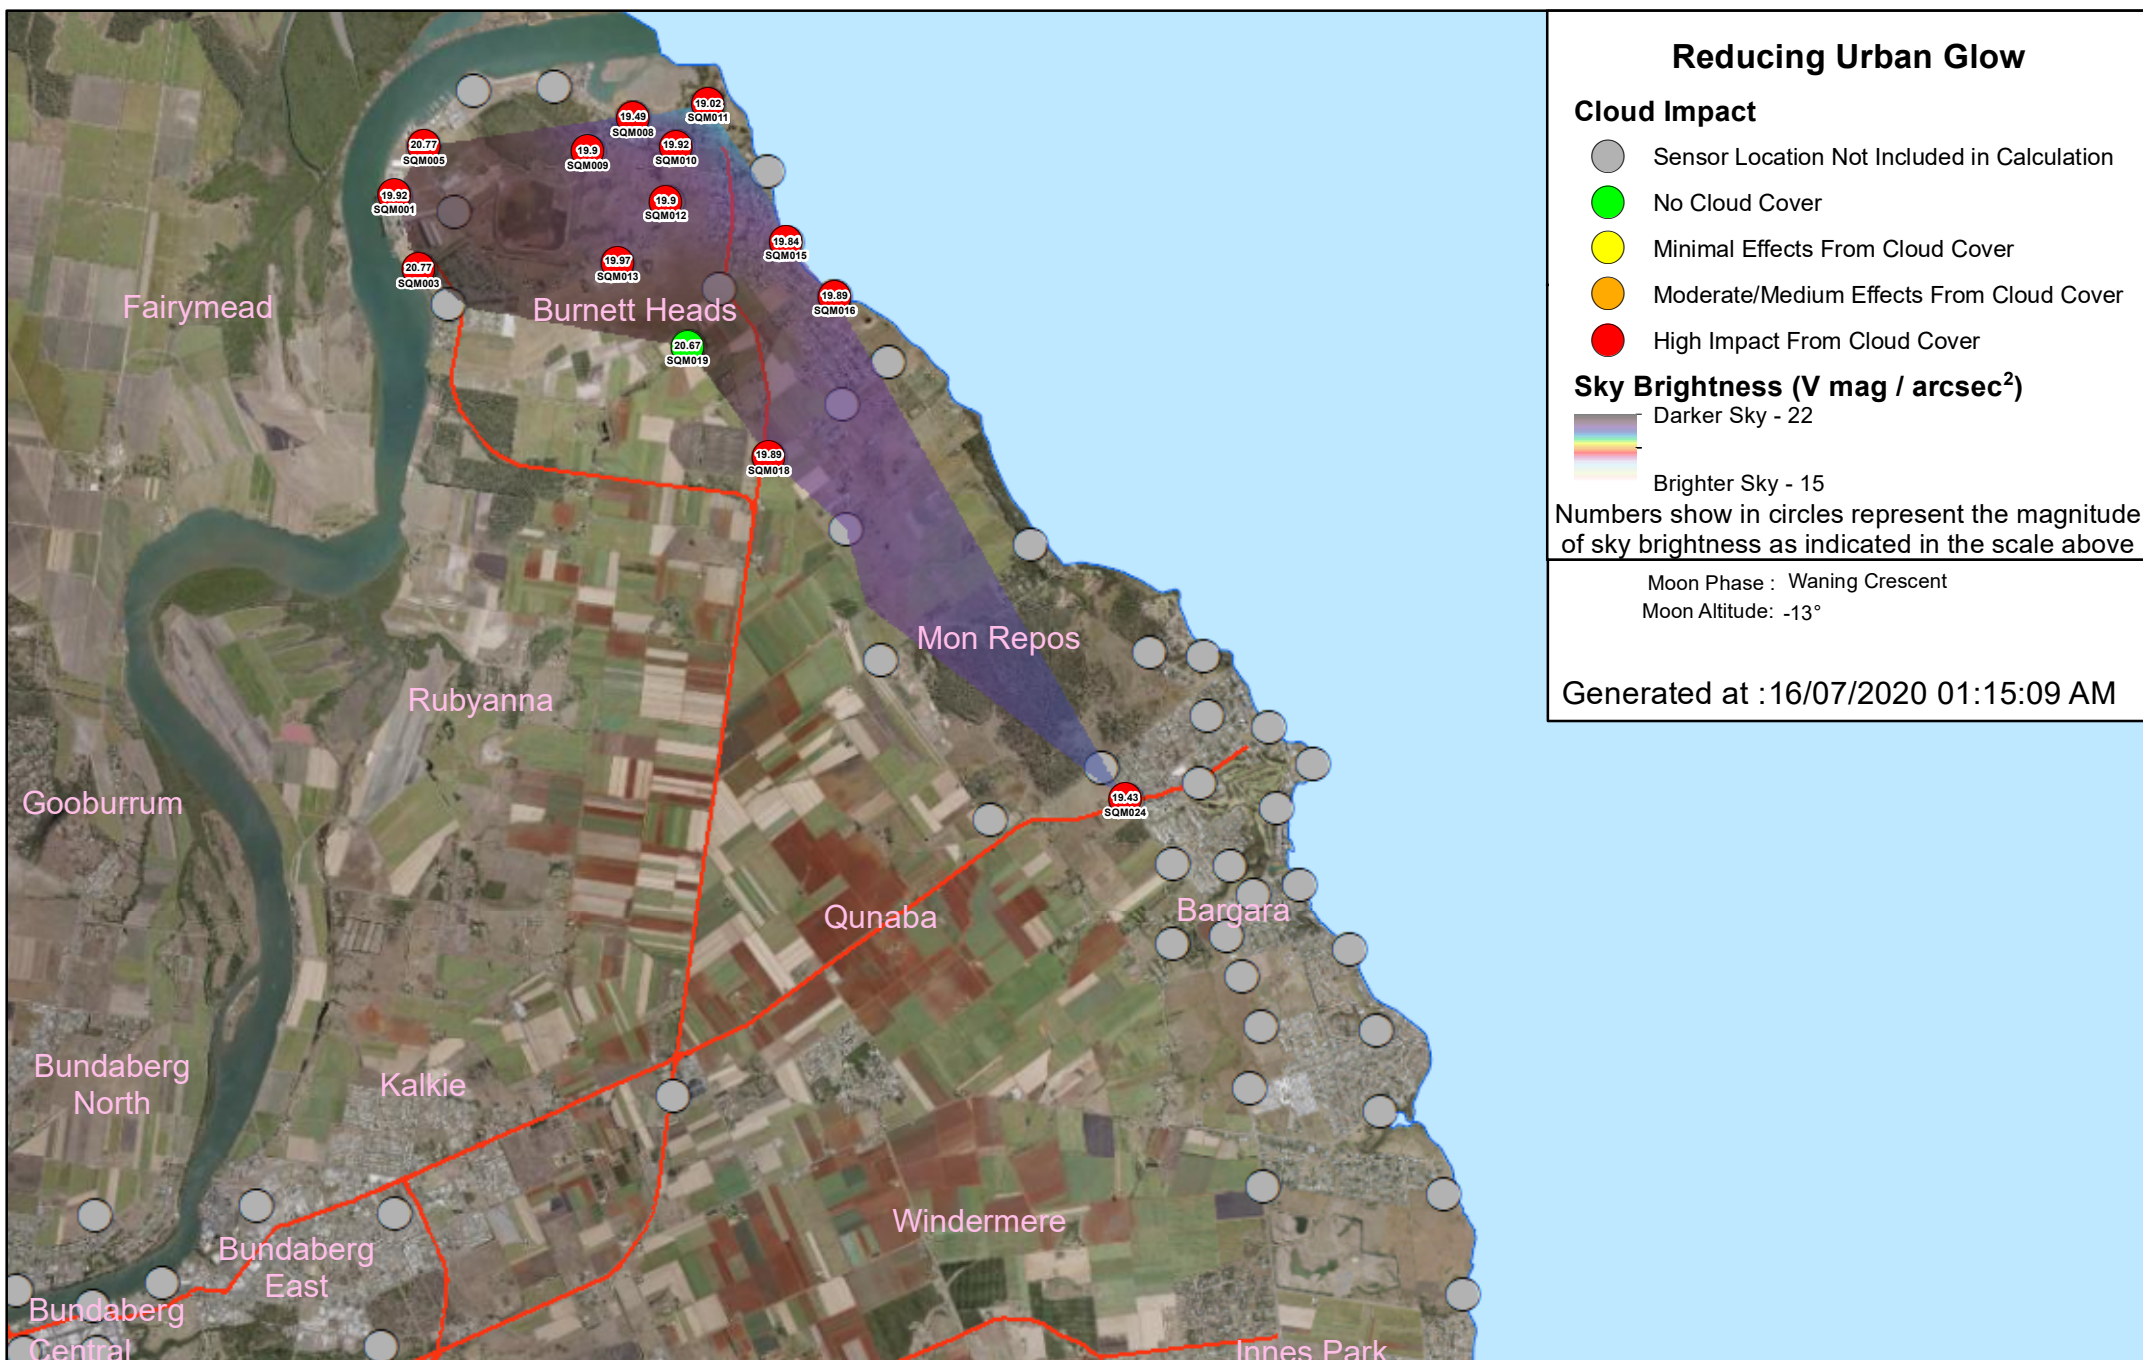 Reducing Urban Glow
Cloud Impact
Sensor Location Not Included in Calculation
No Cloud Cover
Minimal Effects From Cloud Cover
Moderate/Medium Effects From Cloud Cover
High Impact From Cloud Cover
Sky Brightness (V mag / arcsec²)
Darker Sky - 22
Brighter Sky - 15
Numbers show in circles represent the magnitude
of sky brightness as indicated in the scale above
Moon Phase : Waning Crescent
Moon Altitude: -13°
Generated at :16/07/2020 01:15:09 AM
19.02
SQM011
19.49
SQM008
20.77
SQM005
19.9
SQM009
19.92
SQM010
19.92
SQM001
19.9
SQM012
19.84
SQM015
20.77
SQM003
19.97
SQM013
19.89
SQM016
Fairymead
Burnett Heads
20.67
SQM019
19.89
SQM018
Mon Repos
Rubyanna
Gooburrum
19.43
SQM024
Qunaba
Bargara
Bundaberg
North
Kalkie
Windermere
Bundaberg
East
Bundaberg
Central
Innes Park